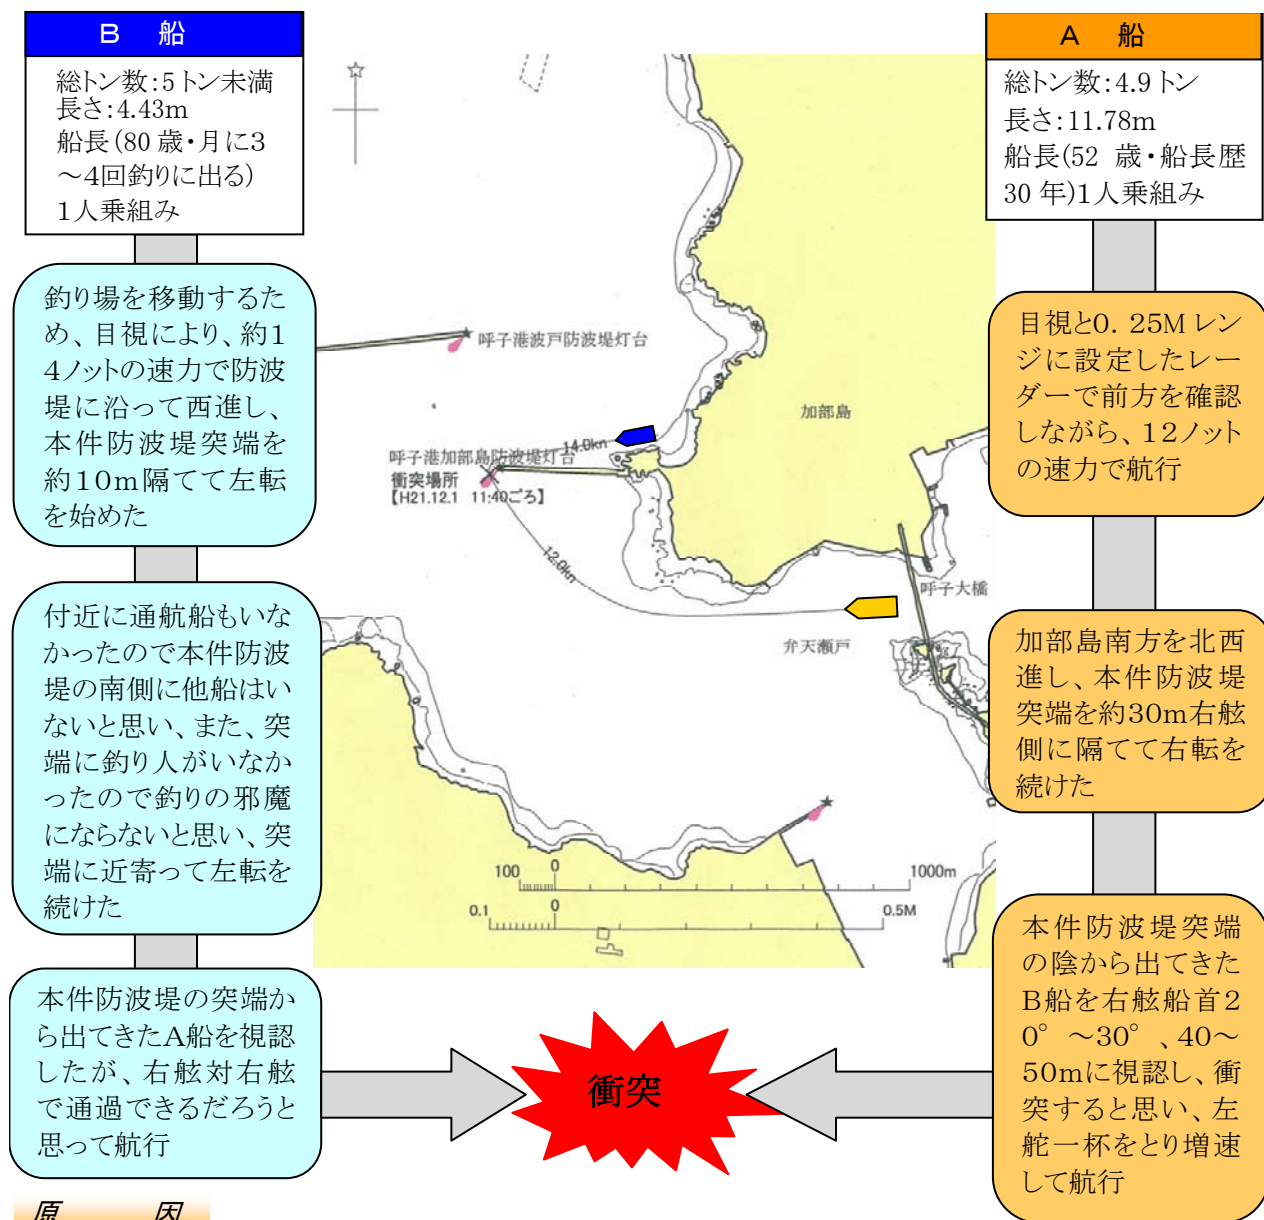 B 船
総トン数:5トン未満
長さ:4.43m
船長(80歳・月に3
～4回釣りに出る)
1人乗組み
釣り場を移動するた
め、目視により、約1
4ノットの速力で防波
堤に沿って西進し、
本件防波堤突端を
約10m隔てて左転
を始めた
付近に通航船もいな
かったので本件防波
堤の南側に他船はい
ないと思い、また、突
端に釣り人がいなか
ったので釣りの邪魔
にならないと思い、突
端に近寄って左転を
続けた
本件防波堤の突端か
ら出てきたA船を視認
したが、右舷対右舷
で通過できるだろうと
思って航行
呼子港波戸防波堤灯台
加部島
14.0kn
呼子港加部島防波堤灯台
衝突場所
【H21.12.1 11:40ごろ】
12.0kn
呼子大橋
弁天瀬戸
100 0 1000m
0.1 0 0.5M
衝突
A 船
総トン数:4.9トン
長さ:11.78m
船長(52 歳・船長歴
30年)1人乗組み
目視と0．25Mレン
ジに設定したレー
ダーで前方を確認
しながら、12ノット
の速力で航行
加部島南方を北西
進し、本件防波堤
突端を約30m右舷
側に隔てて右転を
続けた
本件防波堤突端
の陰から出てきた
B船を右舷船首2
0°～30°、40～
50mに視認し、衝
突すると思い、左
舵一杯をとり増速
して航行
原 因